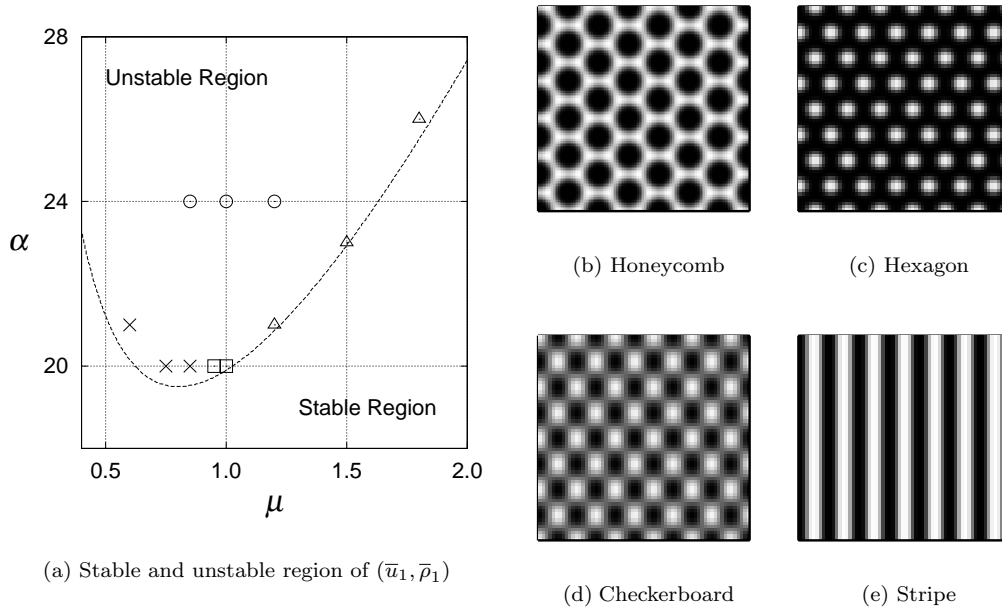 28
Unstable Region
24
α
20
Stable Region
0.5 1.0 1.5 2.0
μ
(a) Stable and unstable region of (u̅₁, ρ̅₁)
(b) Honeycomb
(c) Hexagon
(d) Checkerboard
(e) Stripe